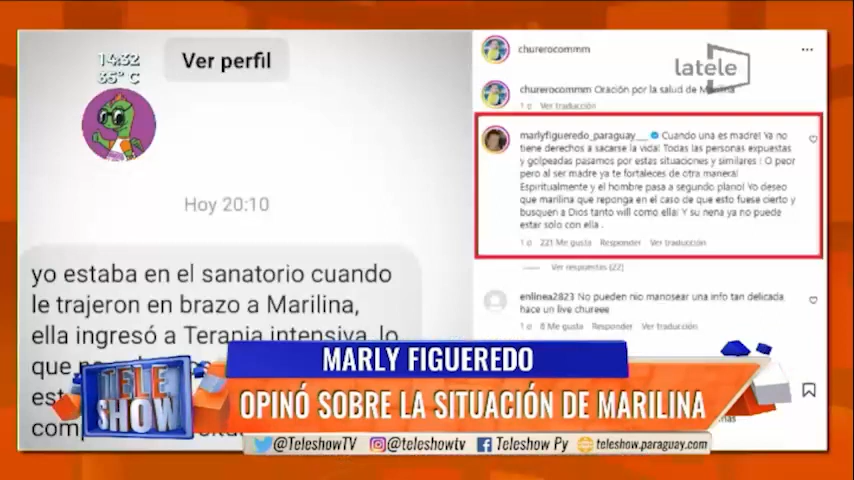 14:32
35° C
Ver perfil
Hoy 20:10
yo estaba en el sanatorio cuando
le trajeron en brazo a Marilina,
ella ingresó a Terapia intensiva, lo
que
est
comp
churerocommm
latele
churerocommm Oración por la salud de Marilina
1 d Ver traducción
marlyfigueredo_paraguay__ Cuando una es madre! Ya no
tiene derechos a sacarse la vida! Todas las personas expuestas
y golpeadas pasamos por estas situaciones y similares ! O peor
pero al ser madre ya te fortaleces de otra manera!
Espiritualmente y el hombre pasa a segundo plano! Yo deseo
que marilina que reponga en el caso de que esto fuese cierto y
busquen a Dios tanto will como ella! Y su nena ya no puede
estar solo con ella .
221 Me gusta Responder Ver traducción
Ver respuestas (22)
enlinea2823 No pueden nio manosear una info tan delicada,
hace un live chureee
8 Me gusta Responder Ver traducción
MARLY FIGUEREDO
TELE
SHOW
OPINÓ SOBRE LA SITUACIÓN DE MARILINA
@TeleshowTV @teleshowtv Teleshow Py teleshow.paraguay.com